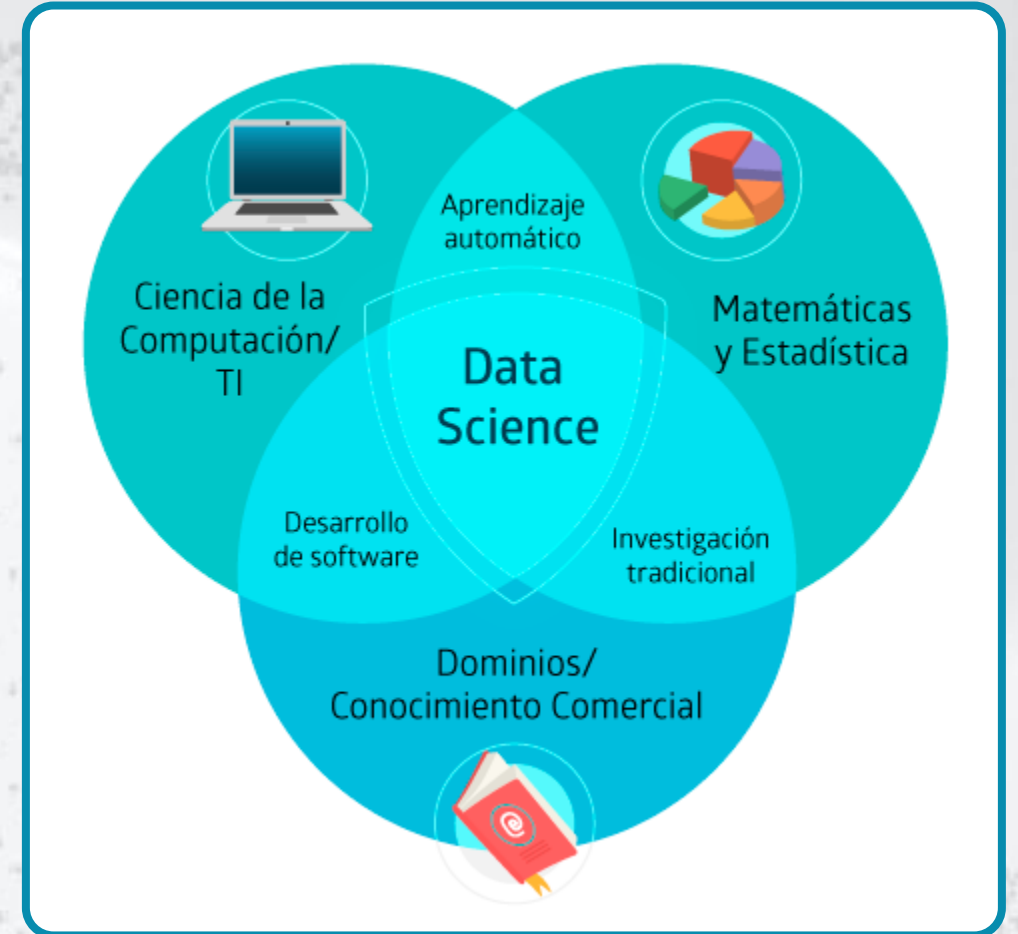 Aprendizaje
automático
Ciencia de la
Computación/
TI
Matemáticas
y Estadística
Data
Science
Desarrollo
de software
Investigación
tradicional
Dominios/
Conocimiento Comercial
@